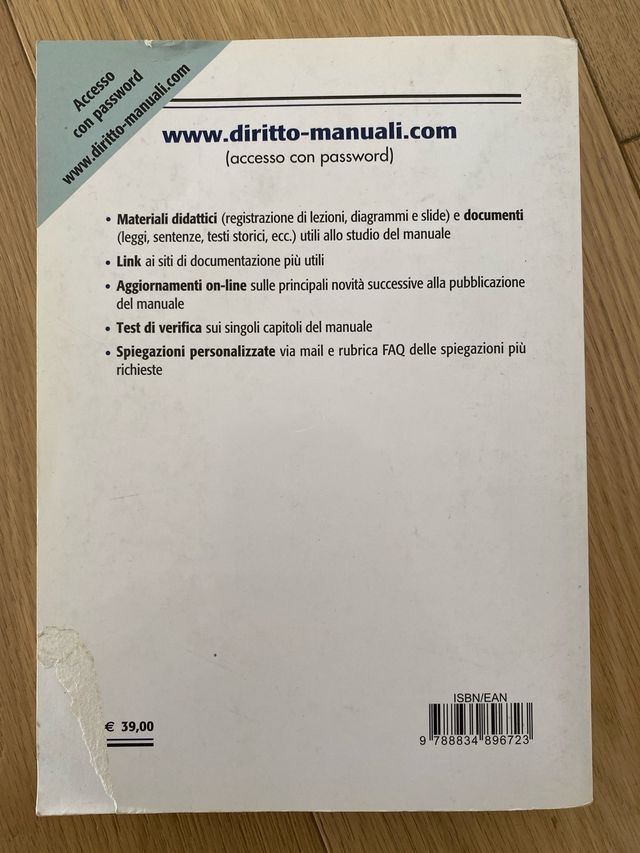 Accesso
con password
www.diritto-manuali.com
www.diritto-manuali.com
(accesso con password)
• Materiali didattici (registrazione di lezioni, diagrammi e slide) e documenti
(leggi, sentenze, testi storici, ecc.) utili allo studio del manuale
• Link ai siti di documentazione più utili
• Aggiornamenti on-line sulle principali novità successive alla pubblicazione
del manuale
• Test di verifica sui singoli capitoli del manuale
• Spiegazioni personalizzate via mail e rubrica FAQ delle spiegazioni più
richieste
€ 39,00
ISBN/EAN
9 788834 896723